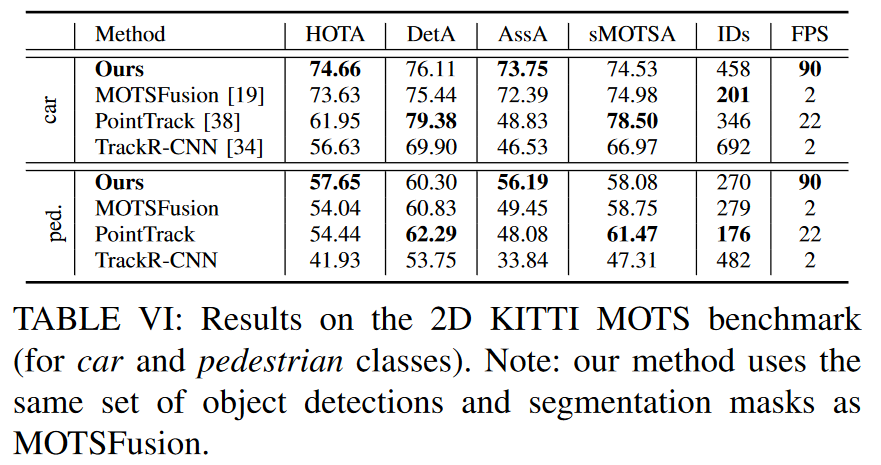 Method HOTA DetA AssA sMOTSA IDs FPS
car
Ours 74.66 76.11 73.75 74.53 458 90
MOTSFusion [19] 73.63 75.44 72.39 74.98 201 2
PointTrack [38] 61.95 79.38 48.83 78.50 346 22
TrackR-CNN [34] 56.63 69.90 46.53 66.97 692 2
ped.
Ours 57.65 60.30 56.19 58.08 270 90
MOTSFusion 54.04 60.83 49.45 58.75 279 2
PointTrack 54.44 62.29 48.08 61.47 176 22
TrackR-CNN 41.93 53.75 33.84 47.31 482 2
TABLE VI: Results on the 2D KITTI MOTS benchmark
(for car and pedestrian classes). Note: our method uses the
same set of object detections and segmentation masks as
MOTSFusion.